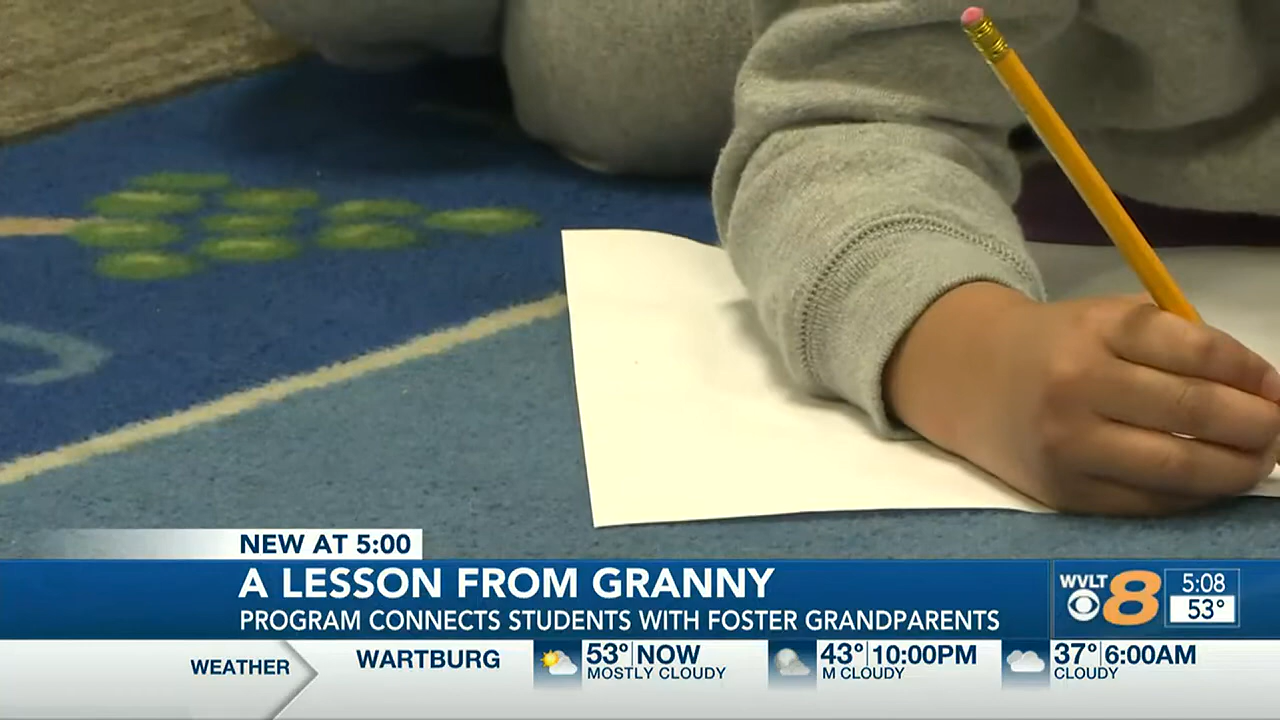 NEW AT 5:00
A LESSON FROM GRANNY
PROGRAM CONNECTS STUDENTS WITH FOSTER GRANDPARENTS
WVLT 8
5:08
53°
WEATHER
WARTBURG
53° NOW
MOSTLY CLOUDY
43° 10:00PM
M CLOUDY
37° 6:00AM
CLOUDY